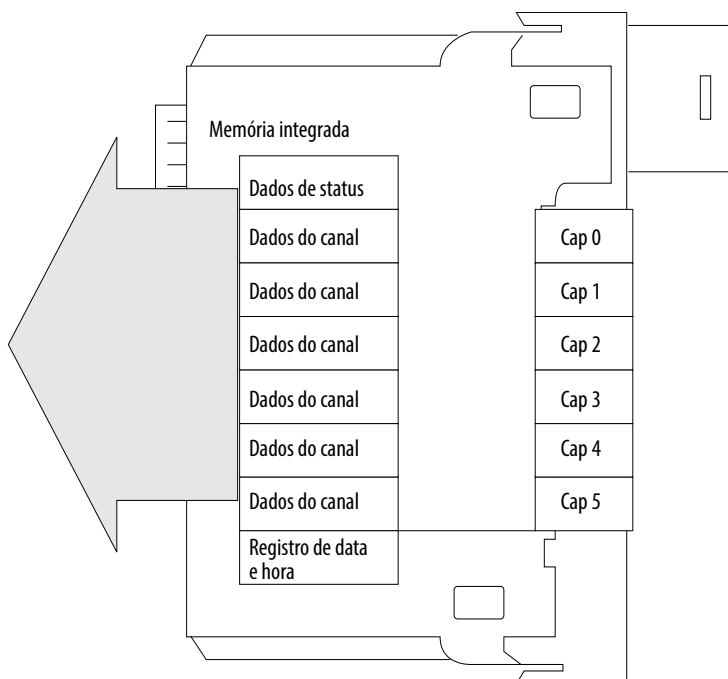 Memória integrada
Dados de status
Dados do canal
Cap 0
Dados do canal
Cap 1
Dados do canal
Cap 2
Dados do canal
Cap 3
Dados do canal
Cap 4
Dados do canal
Cap 5
Registro de data
e hora